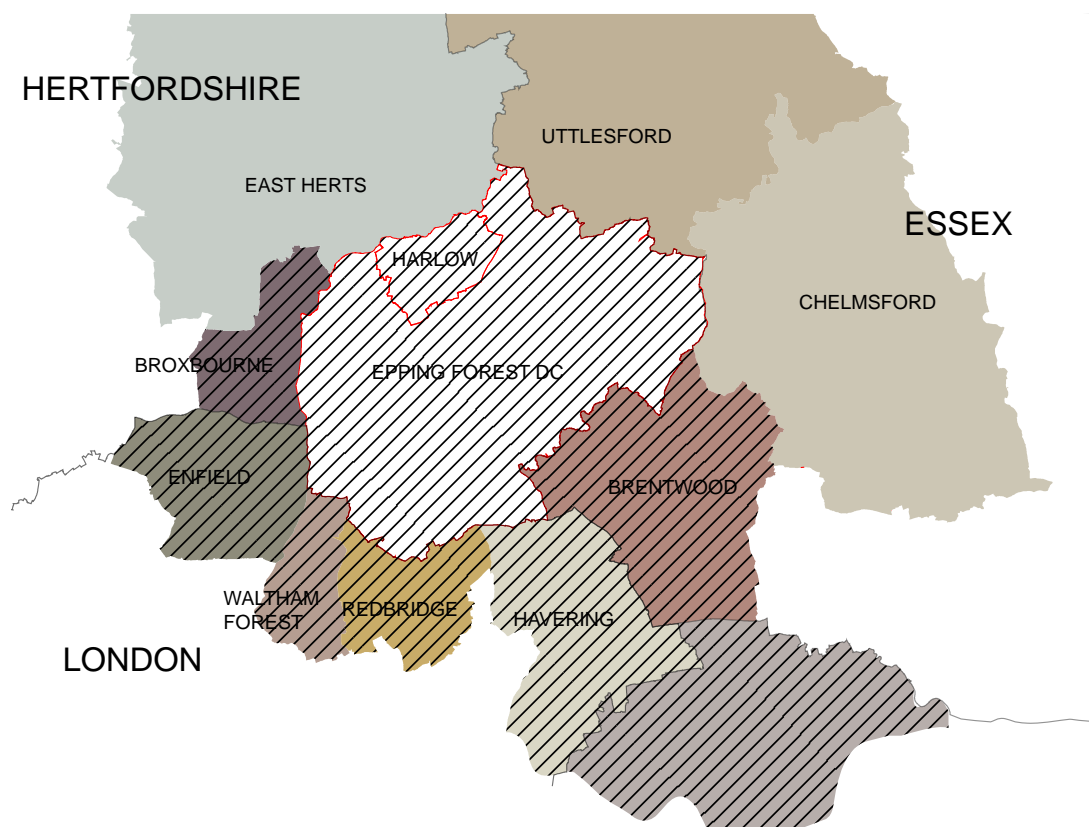 HERTFORDSHIRE
UTTLESFORD
EAST HERTS
ESSEX
HARLOW
CHELMSFORD
BROXBOURNE
EPPING FOREST DC
ENFIELD
BRENTWOOD
WALTHAM
FOREST
REDBRIDGE
HAVERING
LONDON